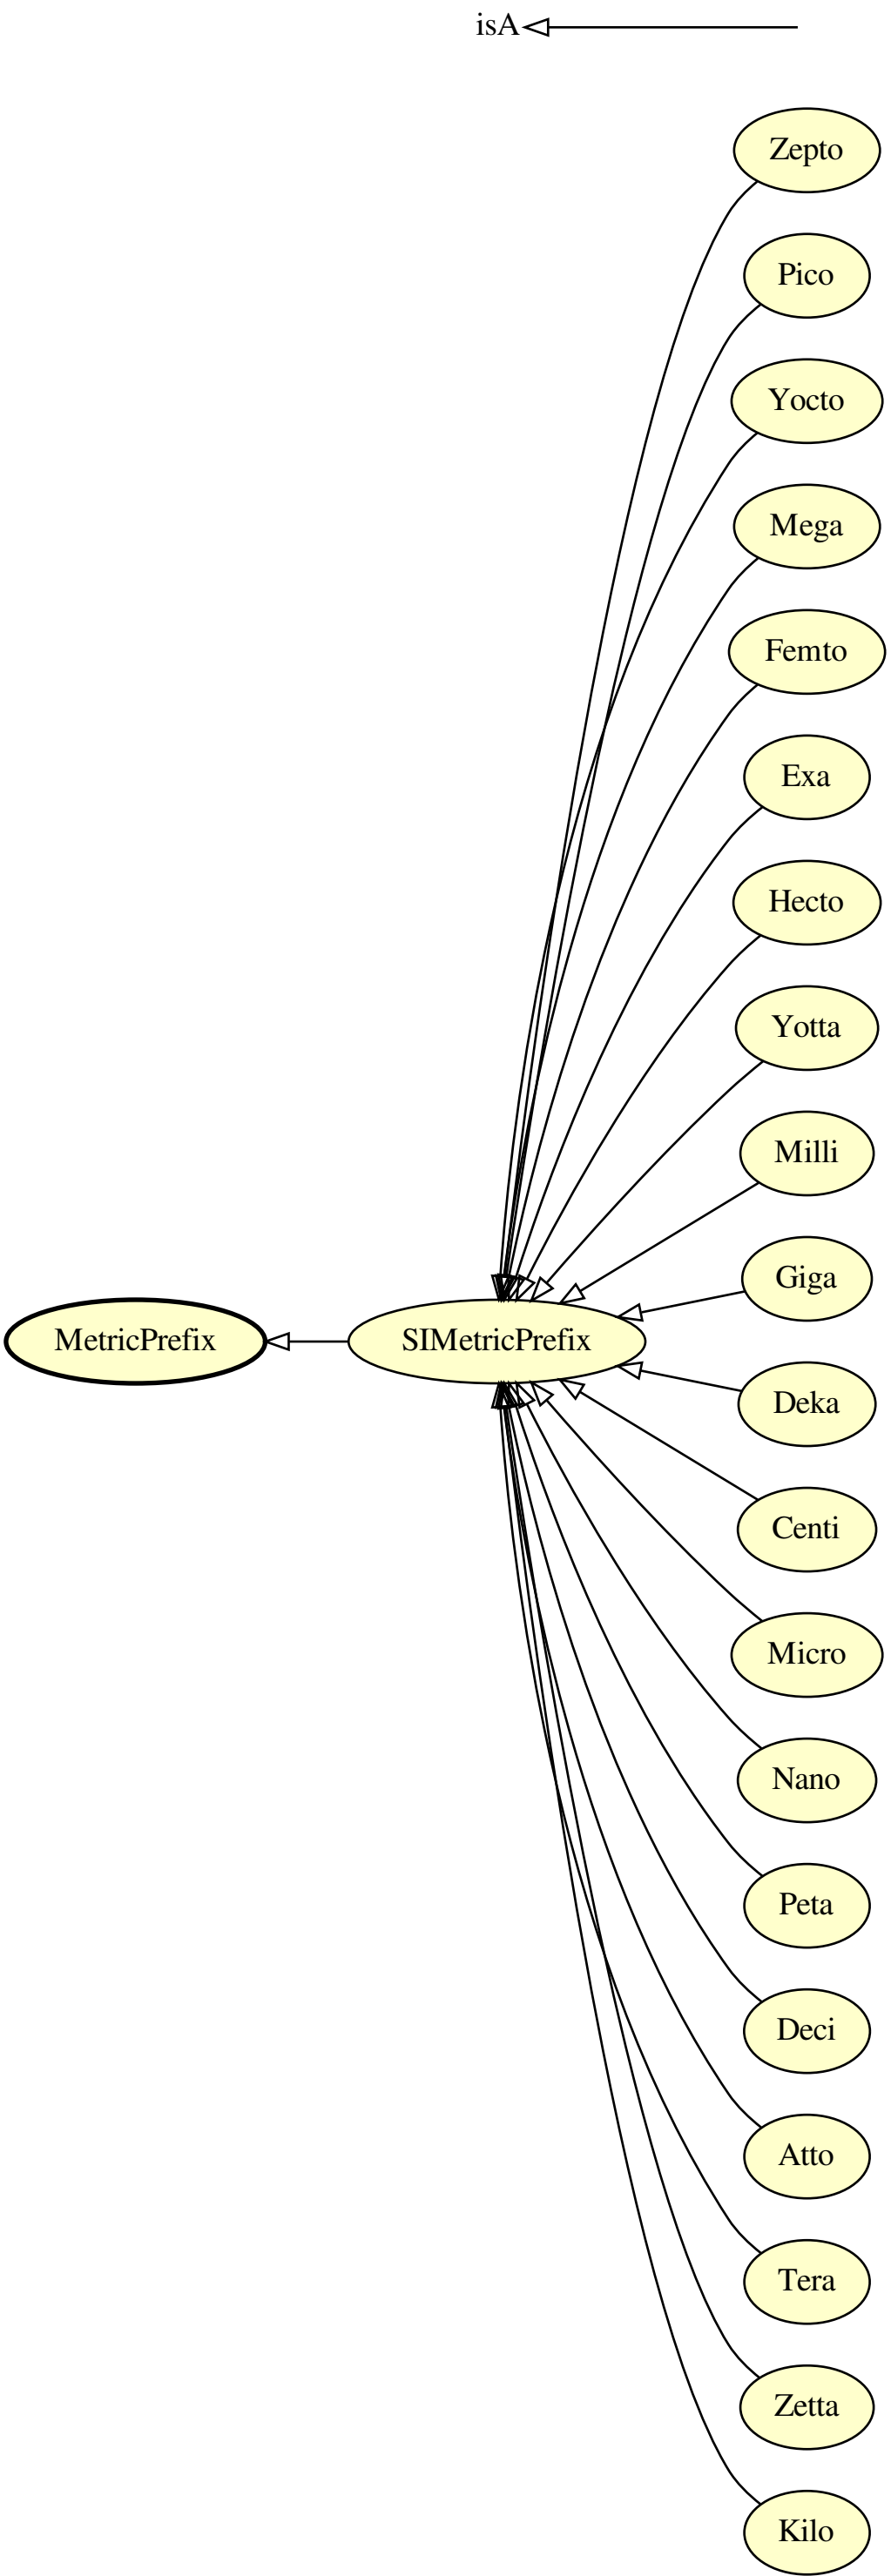 isA
Zepto
Pico
Yocto
Mega
Femto
Exa
Hecto
Yotta
Milli
Giga
MetricPrefix
SIMetricPrefix
Deka
Centi
Micro
Nano
Peta
Deci
Atto
Tera
Zetta
Kilo